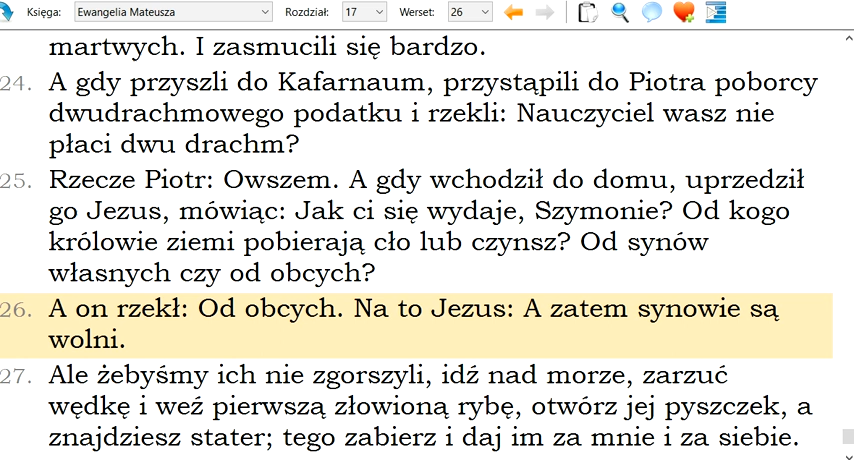 Księga: Ewangelia Mateusza Rozdział: 17 Werset: 26
martwych. I zasmucili się bardzo.
24. A gdy przyszli do Kafarnaum, przystąpili do Piotra poborcy
dwudrachmowego podatku i rzekli: Nauczyciel wasz nie
płaci dwu drachm?
25. Rzecze Piotr: Owszem. A gdy wchodził do domu, uprzedził
go Jezus, mówiąc: Jak ci się wydaje, Szymonie? Od kogo
królowie ziemi pobierają cło lub czynsz? Od synów
własnych czy od obcych?
26. A on rzekł: Od obcych. Na to Jezus: A zatem synowie są
wolni.
27. Ale żebyśmy ich nie zgorszyli, idź nad morze, zarzuć
wędkę i weź pierwszą złowioną rybę, otwórz jej pyszczek, a
znajdziesz stater; tego zabierz i daj im za mnie i za siebie.